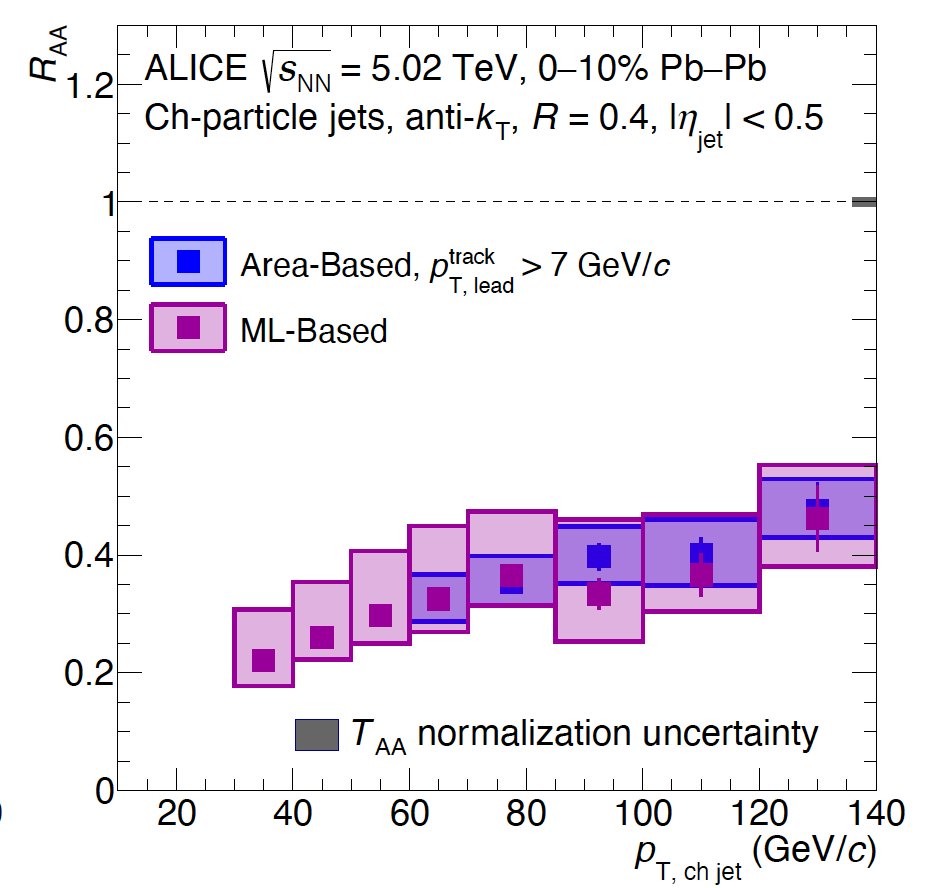 R_AA
ALICE √s_NN = 5.02 TeV, 0–10% Pb–Pb
Ch-particle jets, anti-k_T, R = 0.4, |η_jet| < 0.5
Area-Based, p_T, lead^track > 7 GeV/c
ML-Based
T_AA normalization uncertainty
1.2
1
0.8
0.6
0.4
0.2
0
20 40 60 80 100 120 140
p_T, ch jet (GeV/c)